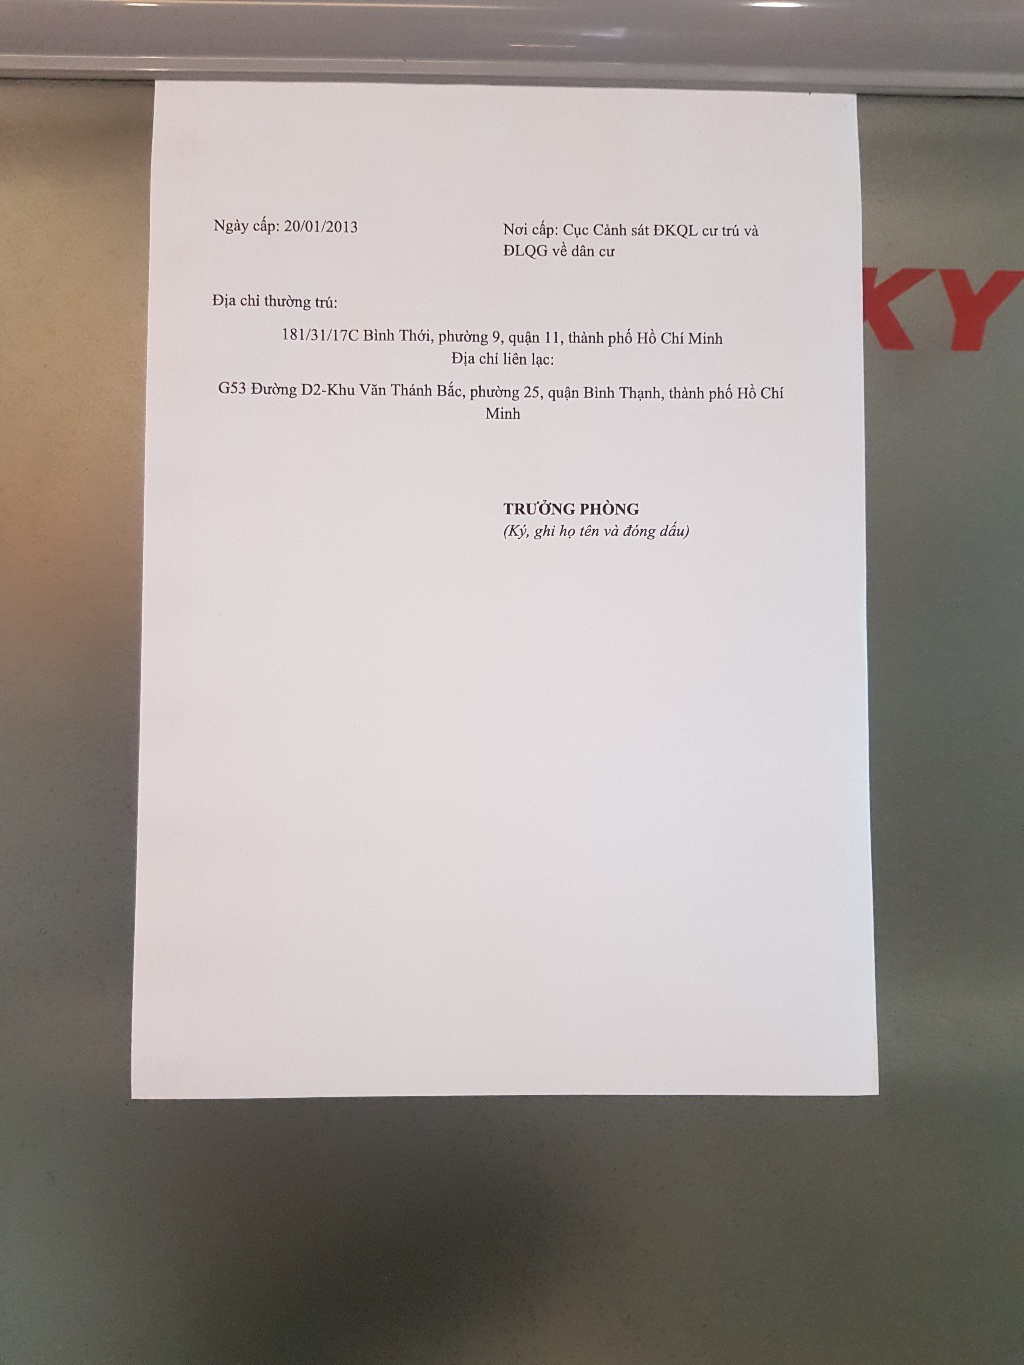 Ngày cấp: 20/01/2013
Nơi cấp: Cục Cảnh sát ĐKQL cư trú và
ĐLQG về dân cư
Địa chỉ thường trú:
181/31/17C Bình Thới, phường 9, quận 11, thành phố Hồ Chí Minh
Địa chỉ liên lạc:
G53 Đường D2-Khu Văn Thánh Bắc, phường 25, quận Bình Thạnh, thành phố Hồ Chí
Minh
TRƯỞNG PHÒNG
(Ký, ghi họ tên và đóng dấu)
KY